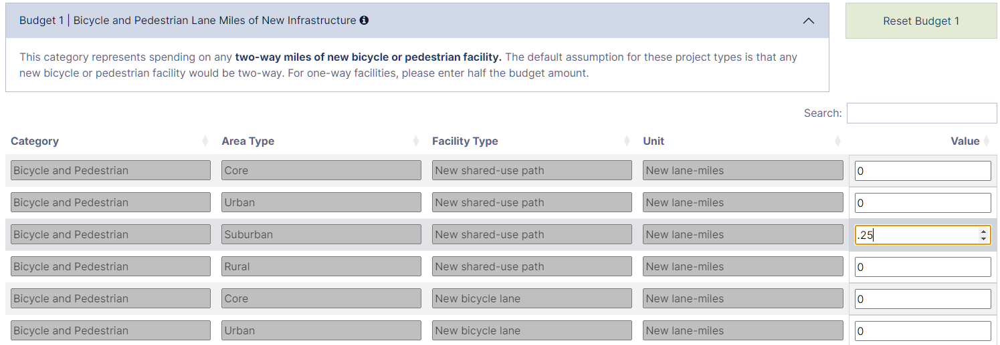 Budget 1 | Bicycle and Pedestrian Lane Miles of New Infrastructure
Reset Budget 1
This category represents spending on any two-way miles of new bicycle or pedestrian facility. The default assumption for these project types is that any
new bicycle or pedestrian facility would be two-way. For one-way facilities, please enter half the budget amount.
Search:
Category Area Type Facility Type Unit Value
Bicycle and Pedestrian Core New shared-use path New lane-miles 0
Bicycle and Pedestrian Urban New shared-use path New lane-miles 0
Bicycle and Pedestrian Suburban New shared-use path New lane-miles .25
Bicycle and Pedestrian Rural New shared-use path New lane-miles 0
Bicycle and Pedestrian Core New bicycle lane New lane-miles 0
Bicycle and Pedestrian Urban New bicycle lane New lane-miles 0